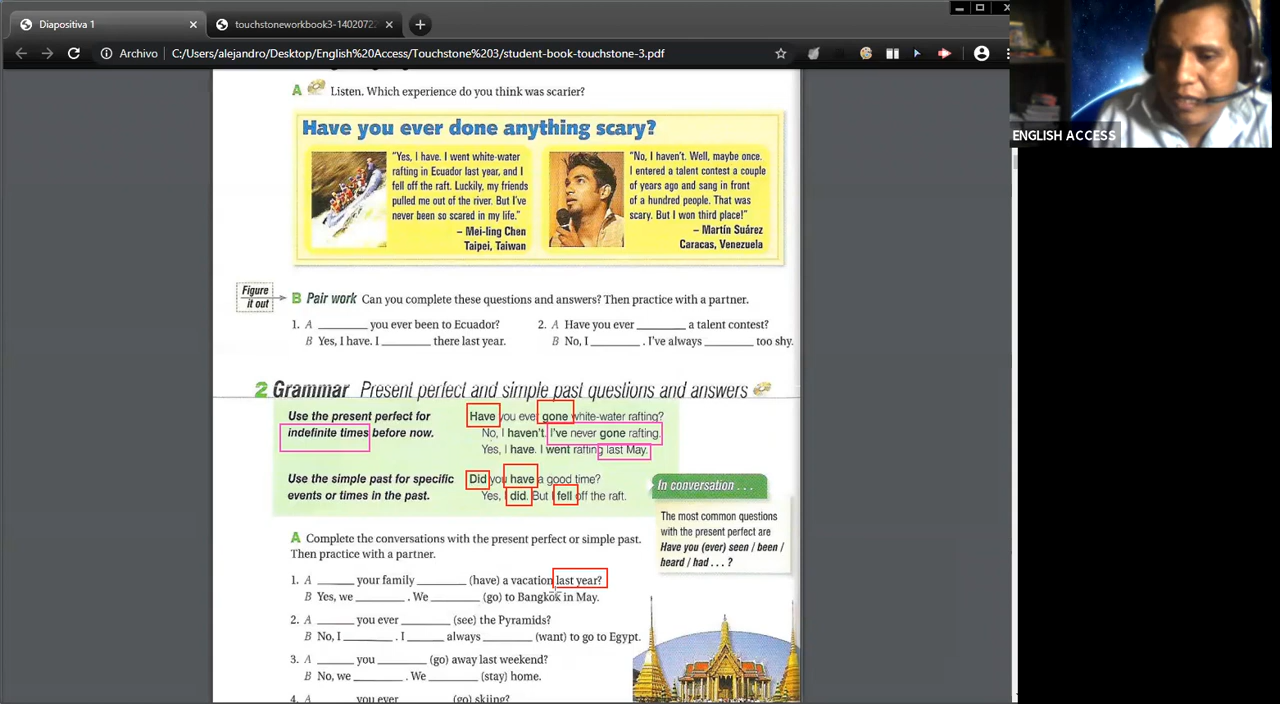 Diapositiva 1
touchstoneworkbook3-1402072
Archivo
C:/Users/alejandro/Desktop/English%20Access/Touchstone%203/student-book-touchstone-3.pdf
ENGLISH ACCESS
A Listen. Which experience do you think was scarier?
Have you ever done anything scary?
"Yes, I have. I went white-water
rafting in Ecuador last year, and I
fell off the raft. Luckily, my friends
pulled me out of the river. But I've
never been so scared in my life."
– Mei-ling Chen
Taipei, Taiwan
"No, I haven't. Well, maybe once.
I entered a talent contest a couple
of years ago and sang in front
of a hundred people. That was
scary. But I won third place!"
– Martín Suárez
Caracas, Venezuela
Figure
it out
B Pair work Can you complete these questions and answers? Then practice with a partner.
1. A ________ you ever been to Ecuador?
B Yes, I have. I ________ there last year.
2. A Have you ever ________ a talent contest?
B No, I ________ . I've always ________ too shy.
2 Grammar Present perfect and simple past questions and answers
Use the present perfect for
indefinite times before now.
Have you ever gone white-water rafting?
No, I haven't. I've never gone rafting.
Yes, I have. I went rafting last May.
Use the simple past for specific
events or times in the past.
Did you have a good time?
Yes, I did. But I fell off the raft.
In conversation . . .
The most common questions
with the present perfect are
Have you (ever) seen / been /
heard / had . . . ?
A Complete the conversations with the present perfect or simple past.
Then practice with a partner.
1. A ______ your family ________ (have) a vacation last year?
B Yes, we ________ . We ________ (go) to Bangkok in May.
2. A ______ you ever ________ (see) the Pyramids?
B No, I ________ . I ________ always ________ (want) to go to Egypt.
3. A ______ you ________ (go) away last weekend?
B No, we ________ . We ________ (stay) home.
4. A ______ you ever ________ (go) skiing?